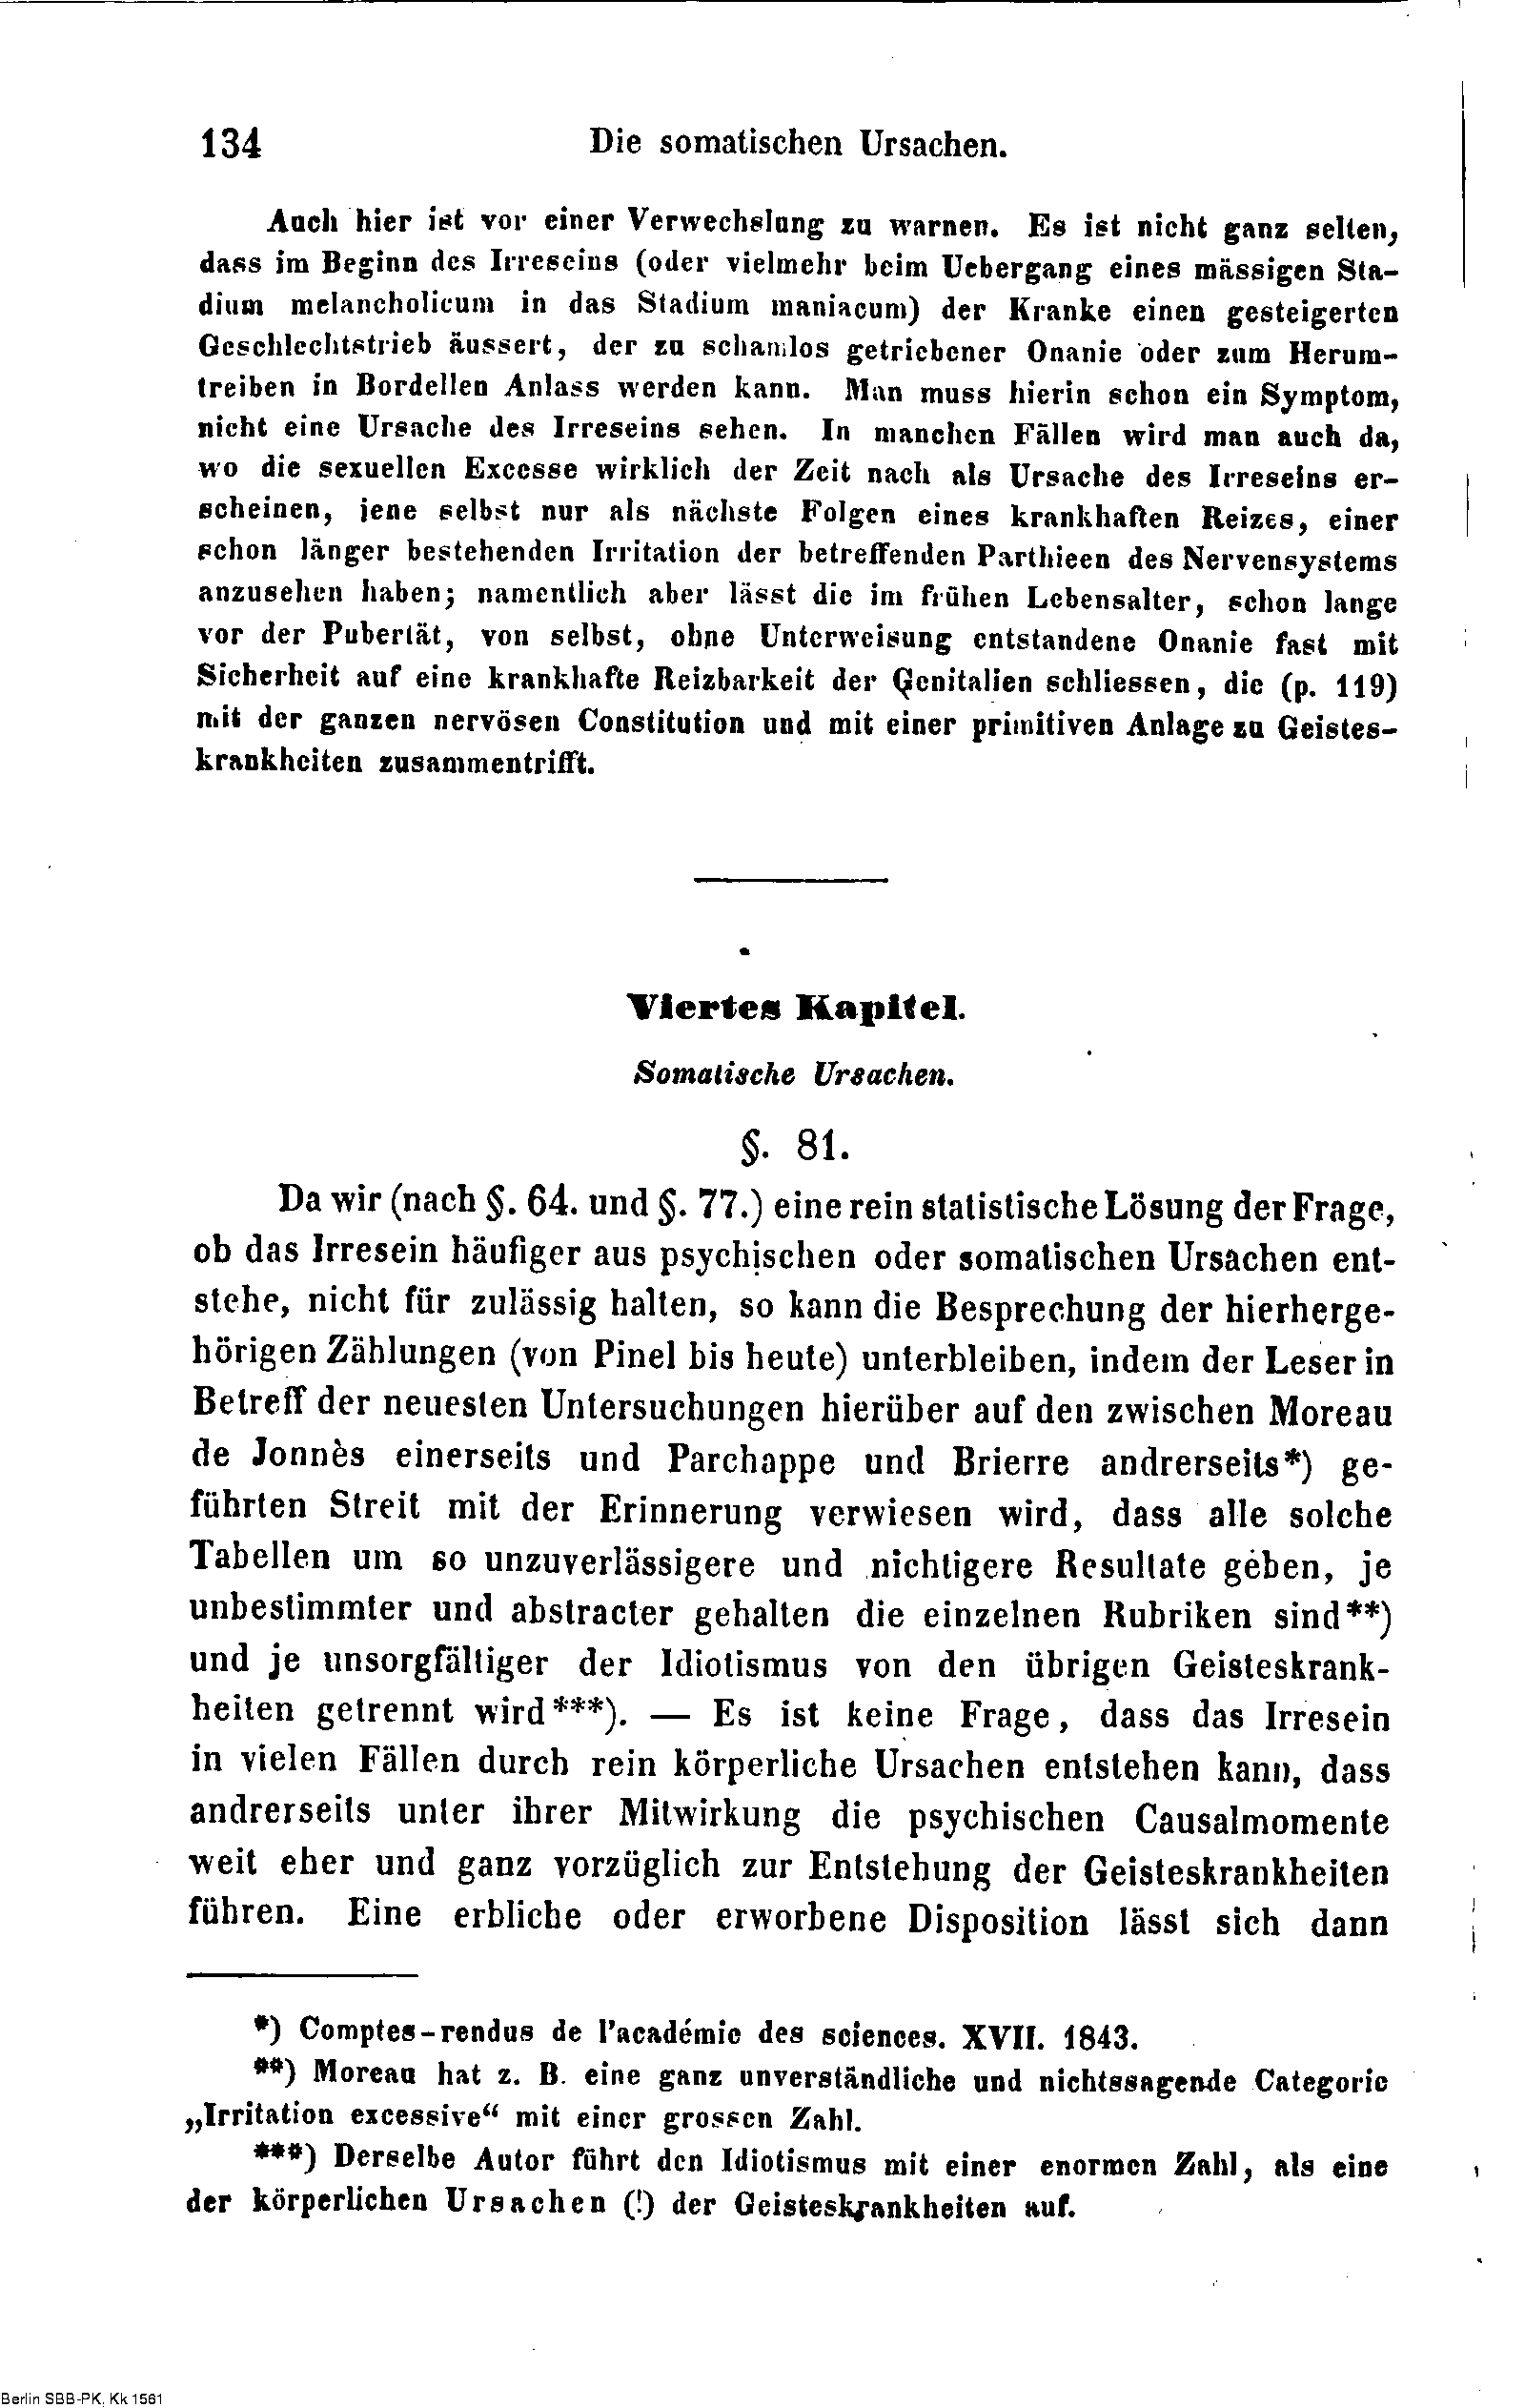 134
Die somatischen Ursachen.
Auch hier ist vor einer Verwechslung zu warnen. Es ist nicht ganz selten,
dass im Beginn des Irreseins (oder vielmehr beim Uebergang eines mässigen Sta-
dium melancholicum in das Stadium maniacum) der Kranke einen gesteigerten
Geschlechtstrieb äussert, der zu schamlos getriebener Onanie oder zum Herum-
treiben in Bordellen Anlass werden kann. Man muss hierin schon ein Symptom,
nicht eine Ursache des Irreseins sehen. In manchen Fällen wird man auch da,
wo die sexuellen Excesse wirklich der Zeit nach als Ursache des Irreseins er-
scheinen, jene selbst nur als nächste Folgen eines krankhaften Reizes, einer
schon länger bestehenden Irritation der betreffenden Parthieen des Nervensystems
anzusehen haben; namentlich aber lässt die im frühen Lebensalter, schon lange
vor der Pubertät, von selbst, ohne Unterweisung entstandene Onanie fast mit
Sicherheit auf eine krankhafte Reizbarkeit der Genitalien schliessen, die (p. 119)
mit der ganzen nervösen Constitution und mit einer primitiven Anlage zu Geistes-
krankheiten zusammentrifft.
Viertes Kapitel.
Somatische Ursachen.
§. 81.
Da wir (nach §. 64. und §. 77.) eine rein statistische Lösung der Frage,
ob das Irresein häufiger aus psychischen oder somatischen Ursachen ent-
stehe, nicht für zulässig halten, so kann die Besprechung der hierherge-
hörigen Zählungen (von Pinel bis heute) unterbleiben, indem der Leser in
Betreff der neuesten Untersuchungen hierüber auf den zwischen Moreau
de Jonnès einerseits und Parchappe und Brierre andrerseits*) ge-
führten Streit mit der Erinnerung verwiesen wird, dass alle solche
Tabellen um so unzuverlässigere und nichtigere Resultate geben, je
unbestimmter und abstracter gehalten die einzelnen Rubriken sind**)
und je unsorgfältiger der Idiotismus von den übrigen Geisteskrank-
heiten getrennt wird***). — Es ist keine Frage, dass das Irresein
in vielen Fällen durch rein körperliche Ursachen entstehen kann, dass
andrerseits unter ihrer Mitwirkung die psychischen Causalmomente
weit eher und ganz vorzüglich zur Entstehung der Geisteskrankheiten
führen. Eine erbliche oder erworbene Disposition lässt sich dann
*) Comptes-rendus de l'académie des sciences. XVII. 1843.
**) Moreau hat z. B. eine ganz unverständliche und nichtssagende Categorie
„Irritation excessive“ mit einer grossen Zahl.
***) Derselbe Autor führt den Idiotismus mit einer enormen Zahl, als eine
der körperlichen Ursachen (!) der Geisteskrankheiten auf.
Berlin SBB-PK, Kk 1561